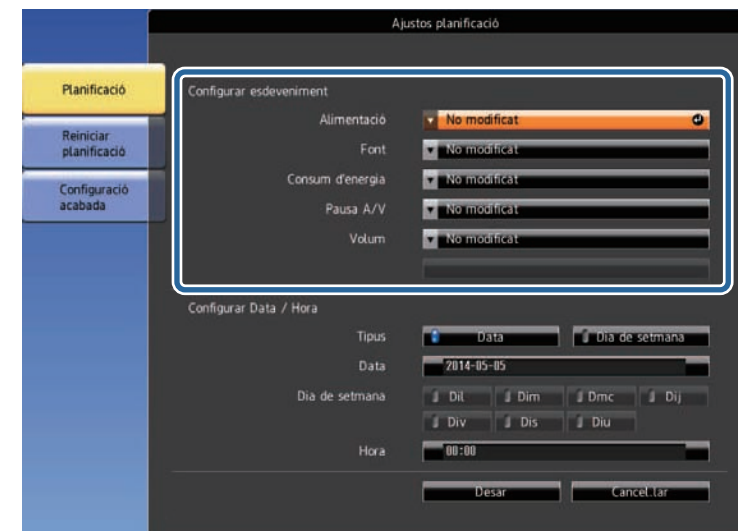 Ajustos planificació
Planificació
Reiniciar
planificació
Configuració
acabada
Configurar esdeveniment
Alimentació No modificat
Font No modificat
Consum d'energia No modificat
Pausa A/V No modificat
Volum No modificat
Configurar Data / Hora
Tipus Data Dia de setmana
Data 2014-05-05
Dia de setmana Dil Dim Dmc Dij
Div Dis Diu
Hora 00:00
Desar Cancel.lar